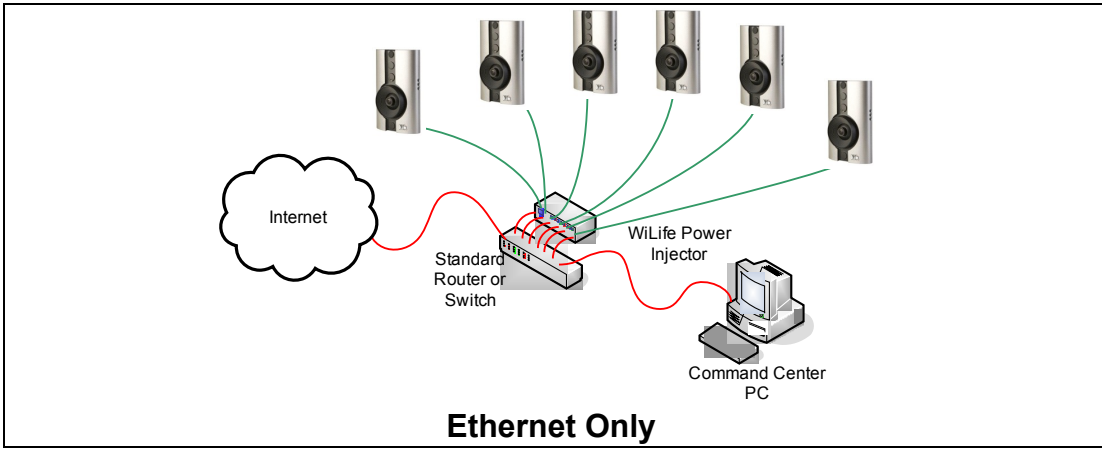 Internet
WiLife Power
Injector
Standard
Router or
Switch
Command Center
PC
Ethernet Only